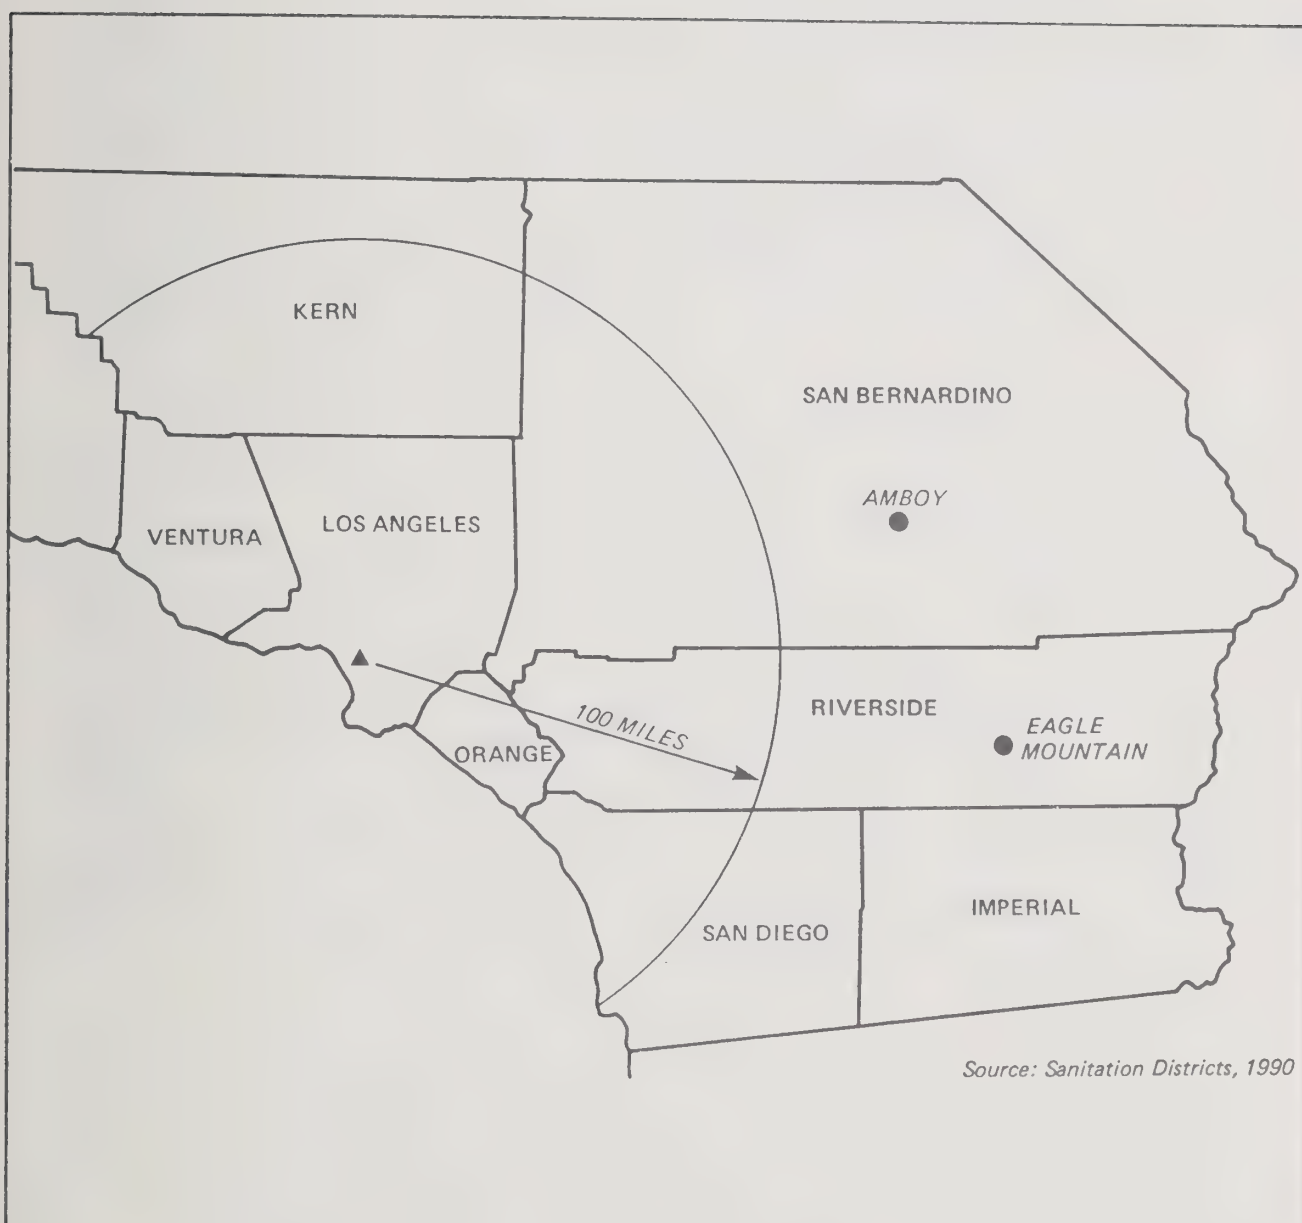 KERN
SAN BERNARDINO
AMBOY
LOS ANGELES
VENTURA
RIVERSIDE
100 MILES
EAGLE
MOUNTAIN
ORANGE
IMPERIAL
SAN DIEGO
Source: Sanitation Districts, 1990